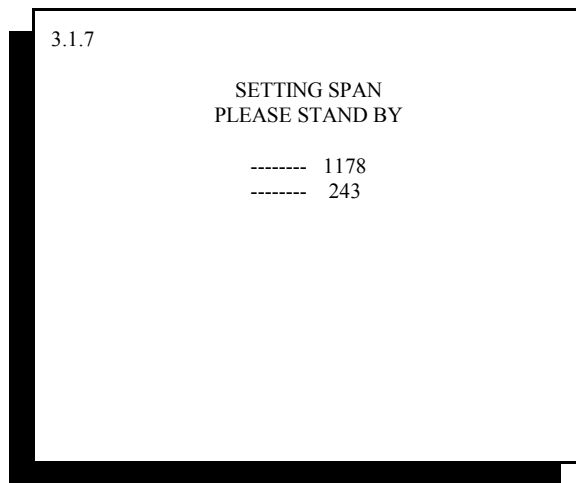 3.1.7
SETTING SPAN
PLEASE STAND BY
-------- 1178
-------- 243